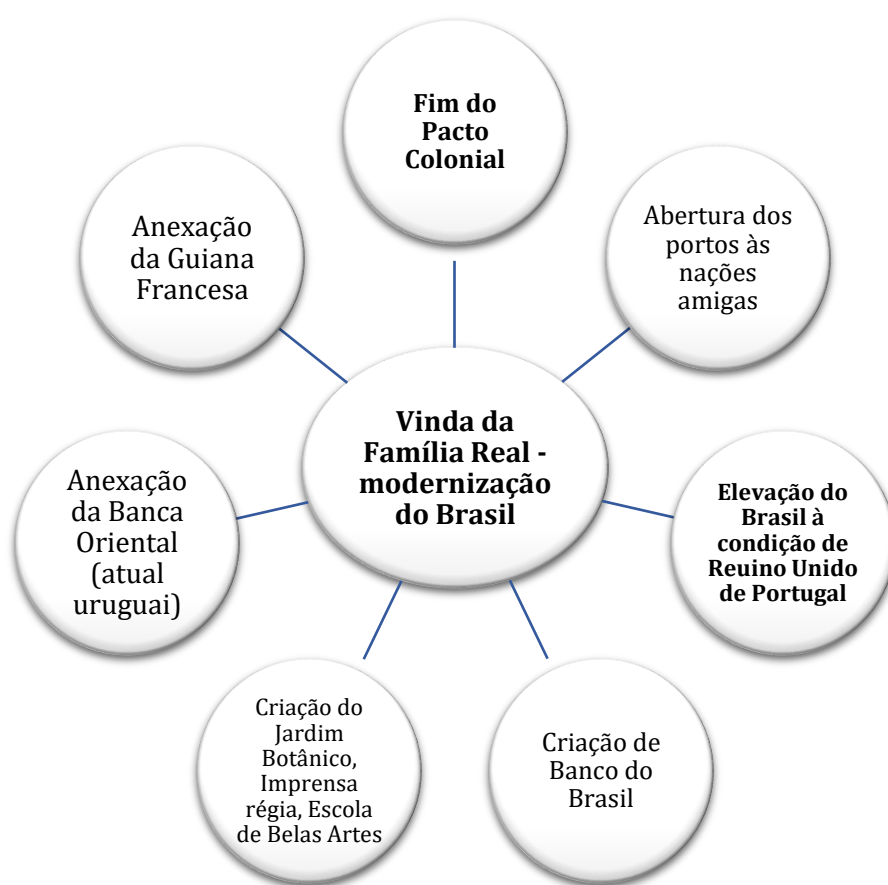 Fim do
Pacto
Colonial
Abertura dos
portos às
nações
amigas
Elevação do
Brasil à
condição de
Reuino Unido
de Portugal
Criação de
Banco do
Brasil
Criação do
Jardim
Botânico,
Imprensa
régia, Escola
de Belas Artes
Anexação
da Banca
Oriental
(atual
uruguai)
Anexação
da Guiana
Francesa
Vinda da
Família Real -
modernização
do Brasil